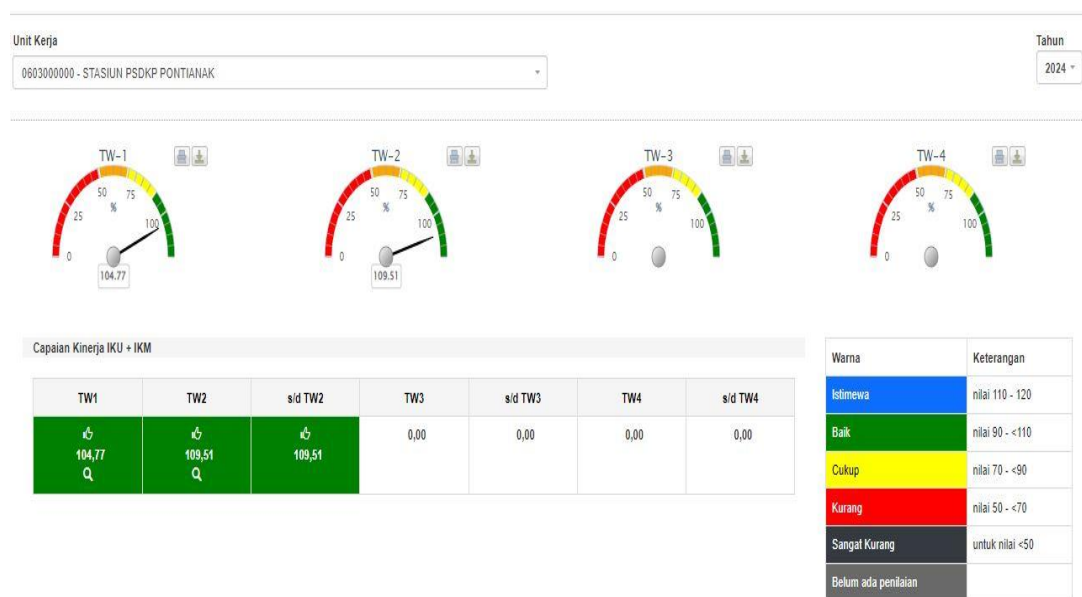 Unit Kerja
Tahun
0603000000 - STASIUN PSDKP PONTIANAK
2024
TW-1
0
25
50
75
100
%
104.77
TW-2
0
25
50
75
100
%
109.51
TW-3
0
25
50
75
100
%
TW-4
0
25
50
75
100
%
Capaian Kinerja IKU + IKM
TW1 TW2 s/d TW2 TW3 s/d TW3 TW4 s/d TW4
104,77 109,51 109,51 0,00 0,00 0,00 0,00
Warna Keterangan
Istimewa nilai 110 - 120
Baik nilai 90 - <110
Cukup nilai 70 - <90
Kurang nilai 50 - <70
Sangat Kurang untuk nilai <50
Belum ada penilaian